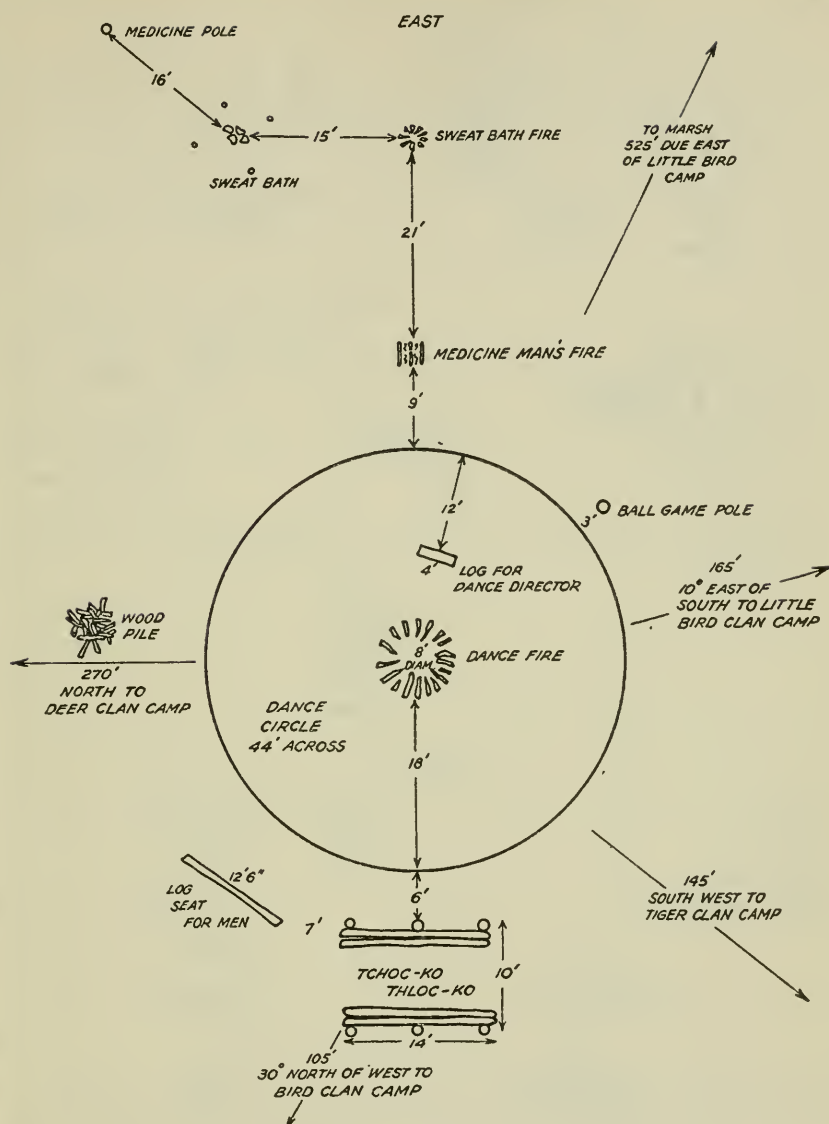 EAST
MEDICINE POLE
16'
15'
SWEAT BATH FIRE
SWEAT BATH
TO MARSH
525' DUE EAST
OF LITTLE BIRD
CAMP
21'
MEDICINE MAN'S FIRE
9'
12'
3'
BALL GAME POLE
4'
LOG FOR
DANCE DIRECTOR
165'
10° EAST OF
SOUTH TO LITTLE
BIRD CLAN CAMP
WOOD
PILE
8'
DIAM.
DANCE FIRE
270'
NORTH TO
DEER CLAN CAMP
DANCE
CIRCLE
44' ACROSS
18'
12'6"
LOG
SEAT
FOR MEN
6'
145'
SOUTH WEST TO
TIGER CLAN CAMP
7'
TCHOC-KO
THLOC-KO
10'
14'
105'
30° NORTH OF WEST TO
BIRD CLAN CAMP